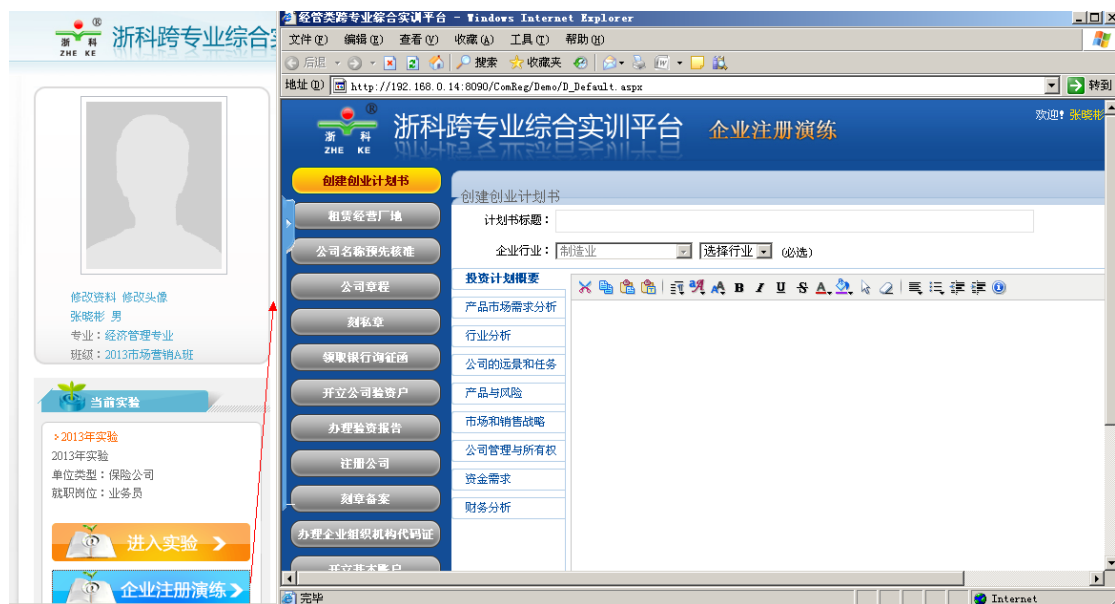 浙科
ZHE KE
浙科跨专业综合
修改资料 修改头像
张晓彬 男
专业：经济管理专业
班级：2013市场营销A班
当前实验
>2013年实验
2013年实验
单位类型：保险公司
就职岗位：业务员
进入实验
企业注册演练
经管类跨专业综合实训平台 - Windows Internet Explorer
文件(F) 编辑(E) 查看(V) 收藏(A) 工具(T) 帮助(H)
后退 搜索 收藏夹
地址(D) http://192.168.0.14:8090/ComReg/Demo/D_Default.aspx 转到
浙科
ZHE KE
浙科跨专业综合实训平台 企业注册演练
欢迎! 张晓彬
创建创业计划书
租赁经营厂地
公司名称预先核准
公司章程
刻私章
领取银行询征函
开立公司验资户
办理验资报告
注册公司
刻章备案
办理企业组织机构代码证
开立基本账户
创建创业计划书
计划书标题：
企业行业： 制造业 选择行业 (必选)
投资计划概要
产品市场需求分析
行业分析
公司的远景和任务
产品与风险
市场和销售战略
公司管理与所有权
资金需求
财务分析
B I U S A
完毕
Internet